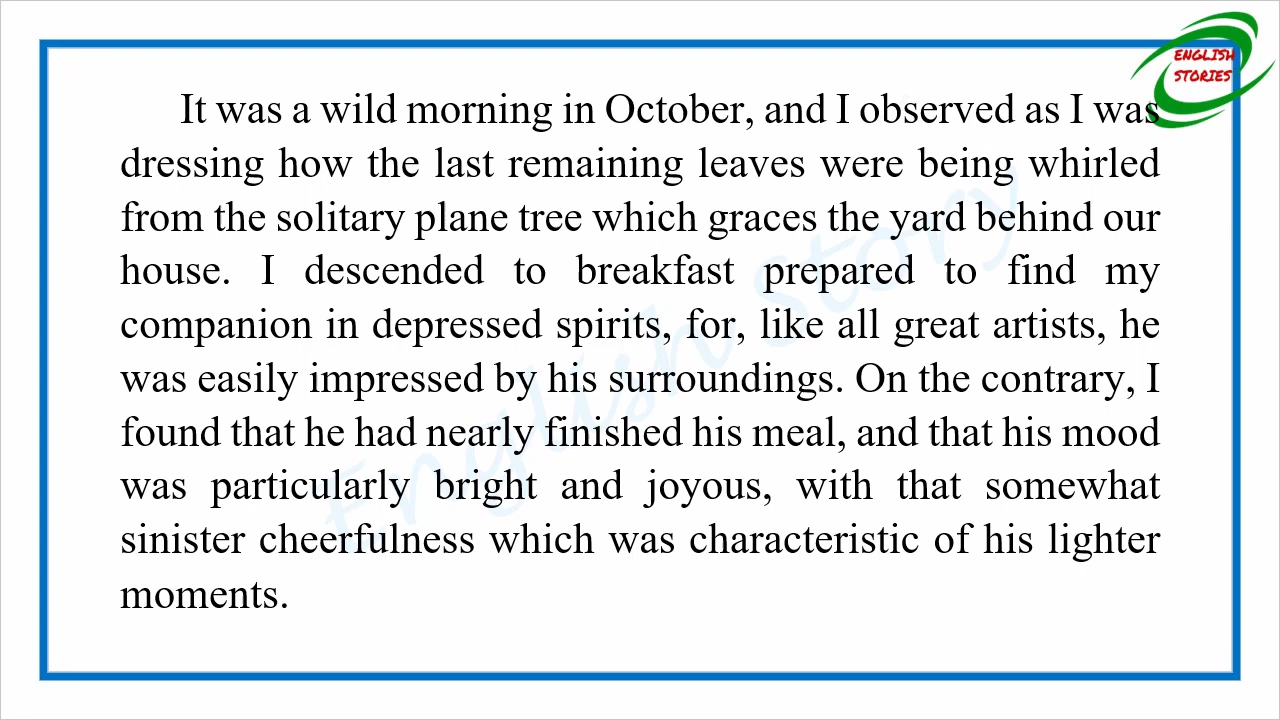 ENGLISH
STORIES
It was a wild morning in October, and I observed as I was
dressing how the last remaining leaves were being whirled
from the solitary plane tree which graces the yard behind our
house. I descended to breakfast prepared to find my
companion in depressed spirits, for, like all great artists, he
was easily impressed by his surroundings. On the contrary, I
found that he had nearly finished his meal, and that his mood
was particularly bright and joyous, with that somewhat
sinister cheerfulness which was characteristic of his lighter
moments.
English story